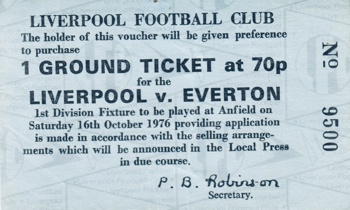 LIVERPOOL FOOTBALL CLUB
The holder of this voucher will be given preference
to purchase
1 GROUND TICKET at 70p
for the
LIVERPOOL v. EVERTON
1st Division Fixture to be played at Anfield on
Saturday 16th October 1976 providing application
is made in accordance with the selling arrange-
ments which will be announced in the Local Press
in due course.
P. B. Robinson
Secretary.
No 9500